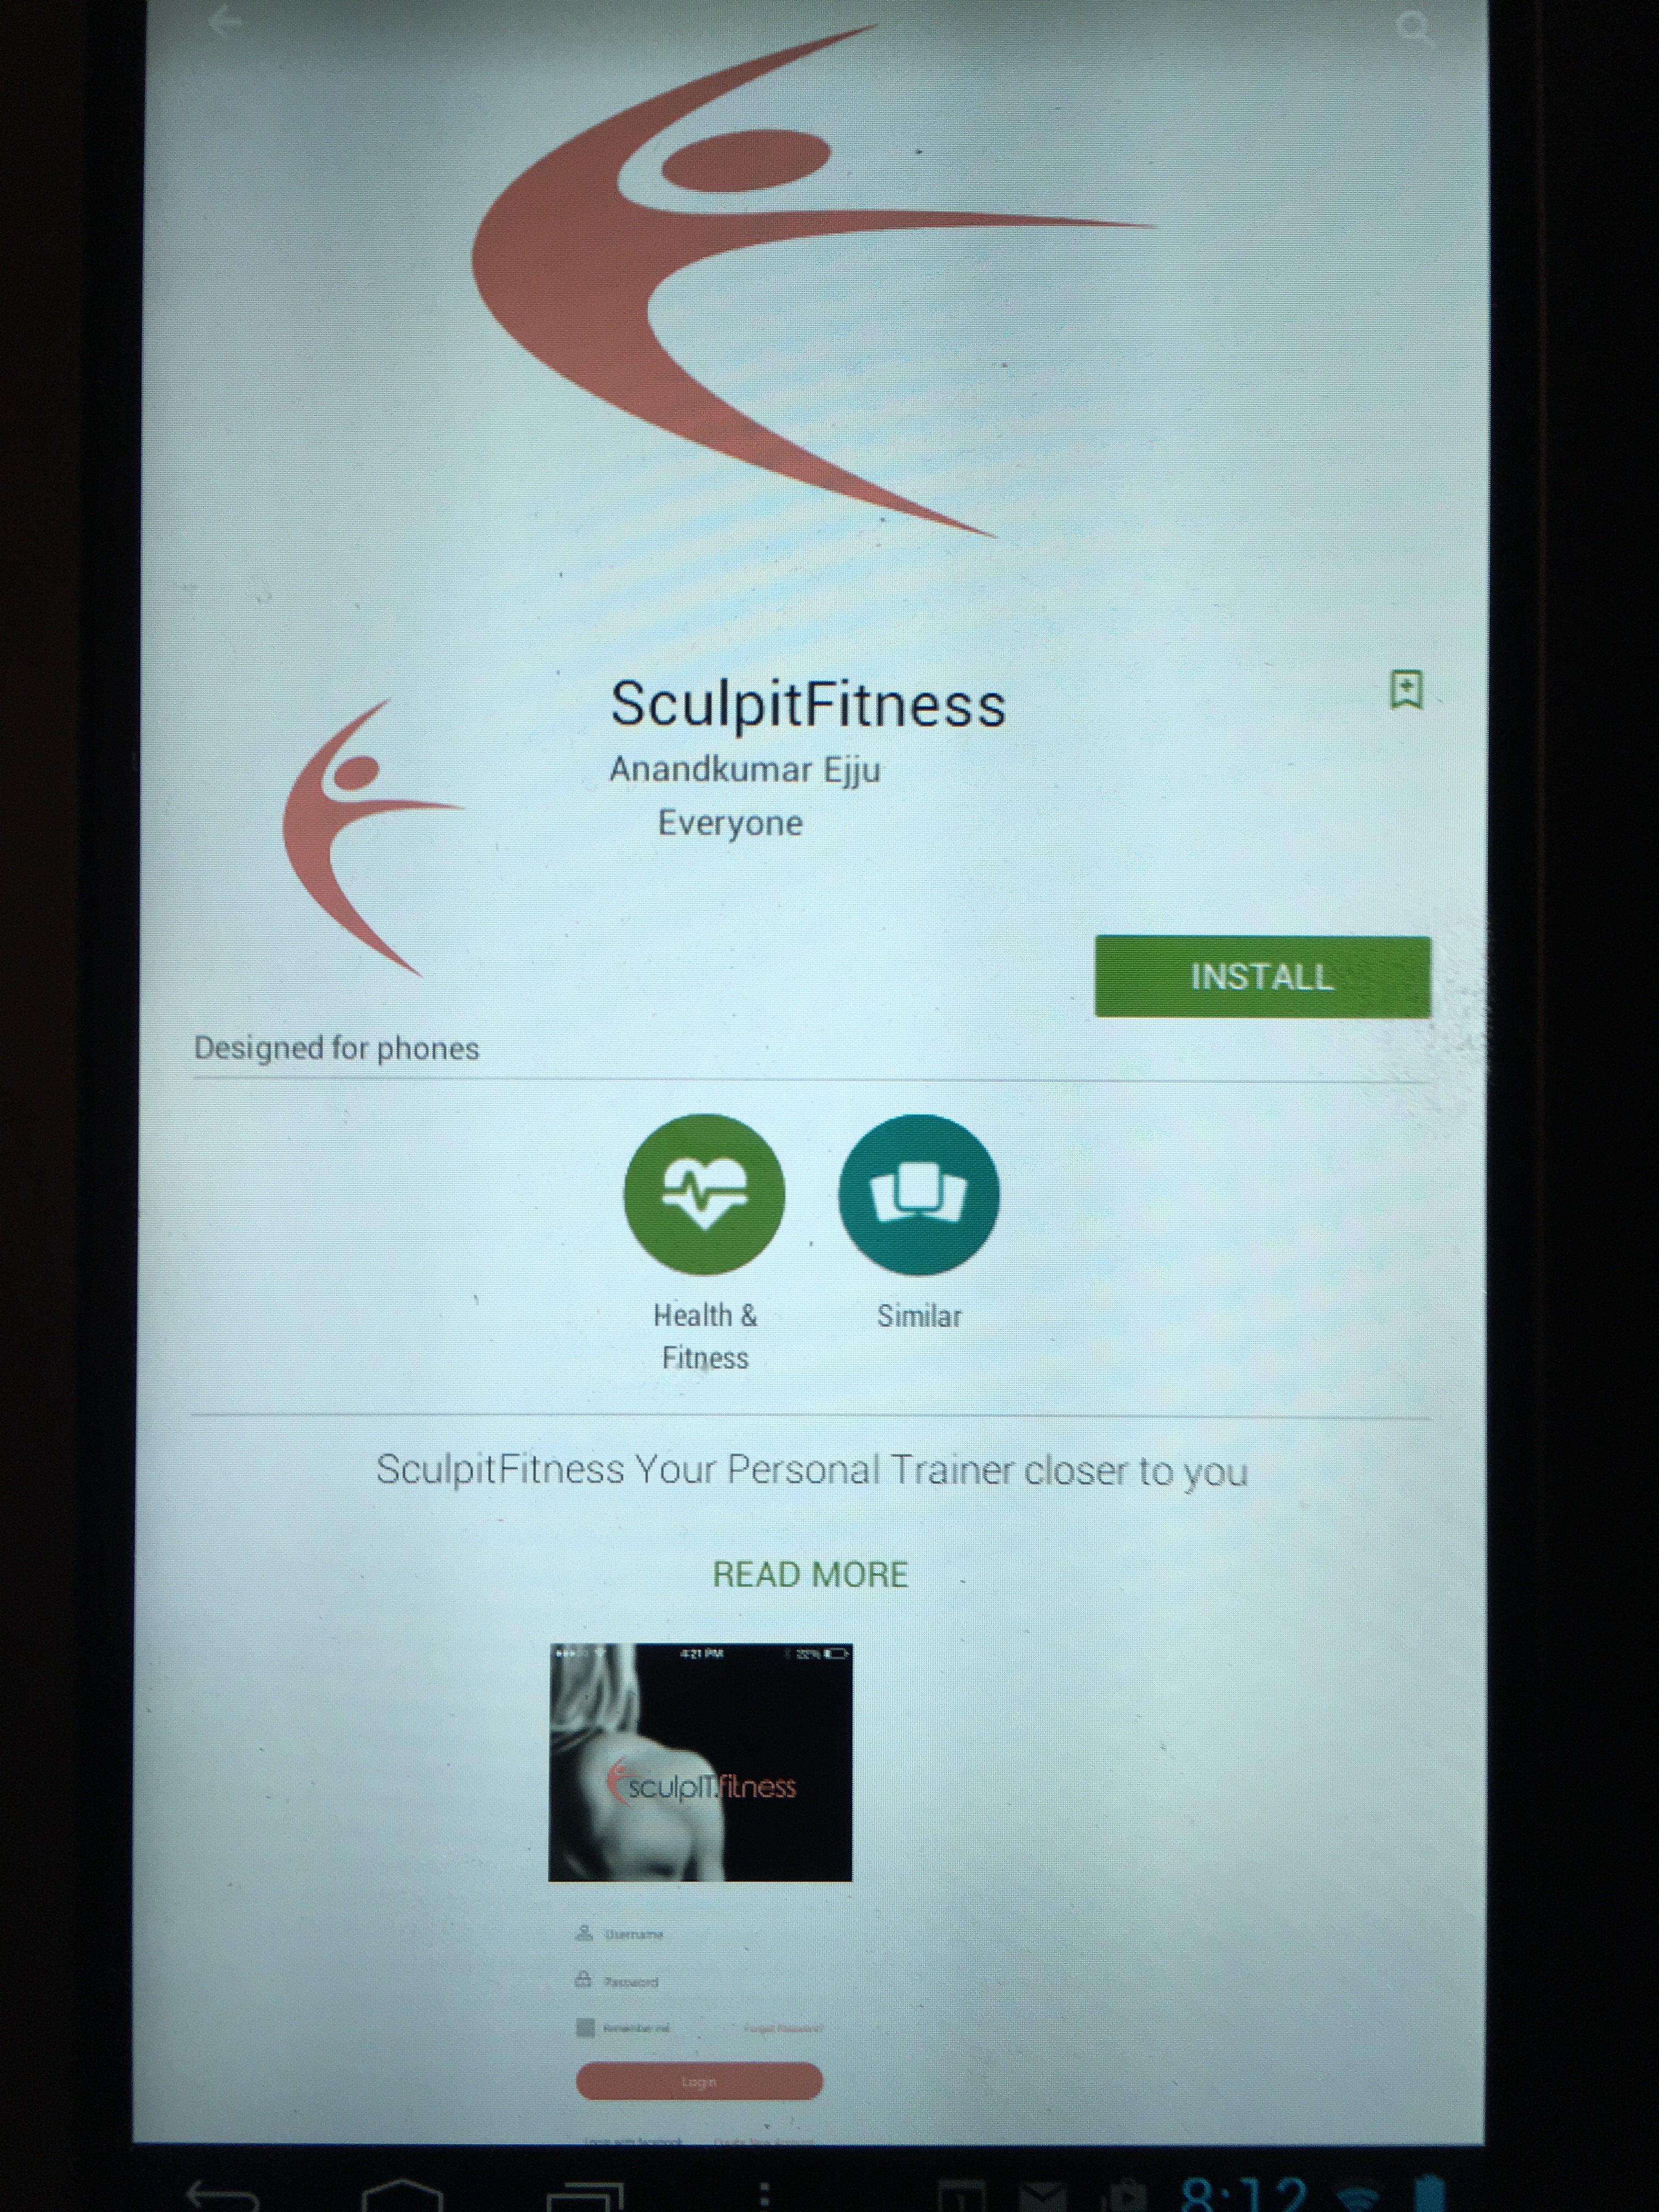 SculpitFitness
Anandkumar Ejju
Everyone
INSTALL
Designed for phones
Health &
Fitness
Similar
SculpitFitness Your Personal Trainer closer to you
READ MORE
4:21 PM 22%
sculpIT.fitness
Username
Password
Remember me Forgot Password?
Login
Login with facebook Create Your Account
8:12